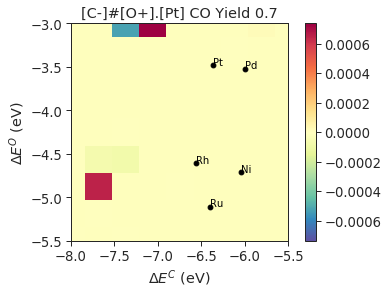 [C-]#[O+].[Pt] CO Yield 0.7
−3.0
−3.5
−4.0
−4.5
−5.0
−5.5
ΔE^O (eV)
Pt
Pd
Rh
Ni
Ru
−8.0 −7.5 −7.0 −6.5 −6.0 −5.5
ΔE^C (eV)
0.0006
0.0004
0.0002
0.0000
−0.0002
−0.0004
−0.0006